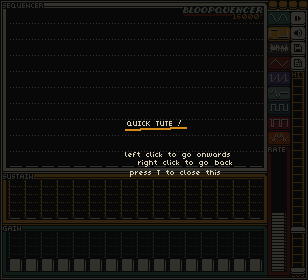 SEQUENCER
BLOOPQUENCER
16000
QUICK TUTE !
left click to go onwards
right click to go back
press T to close this
RATE
SUSTAIN
GAIN